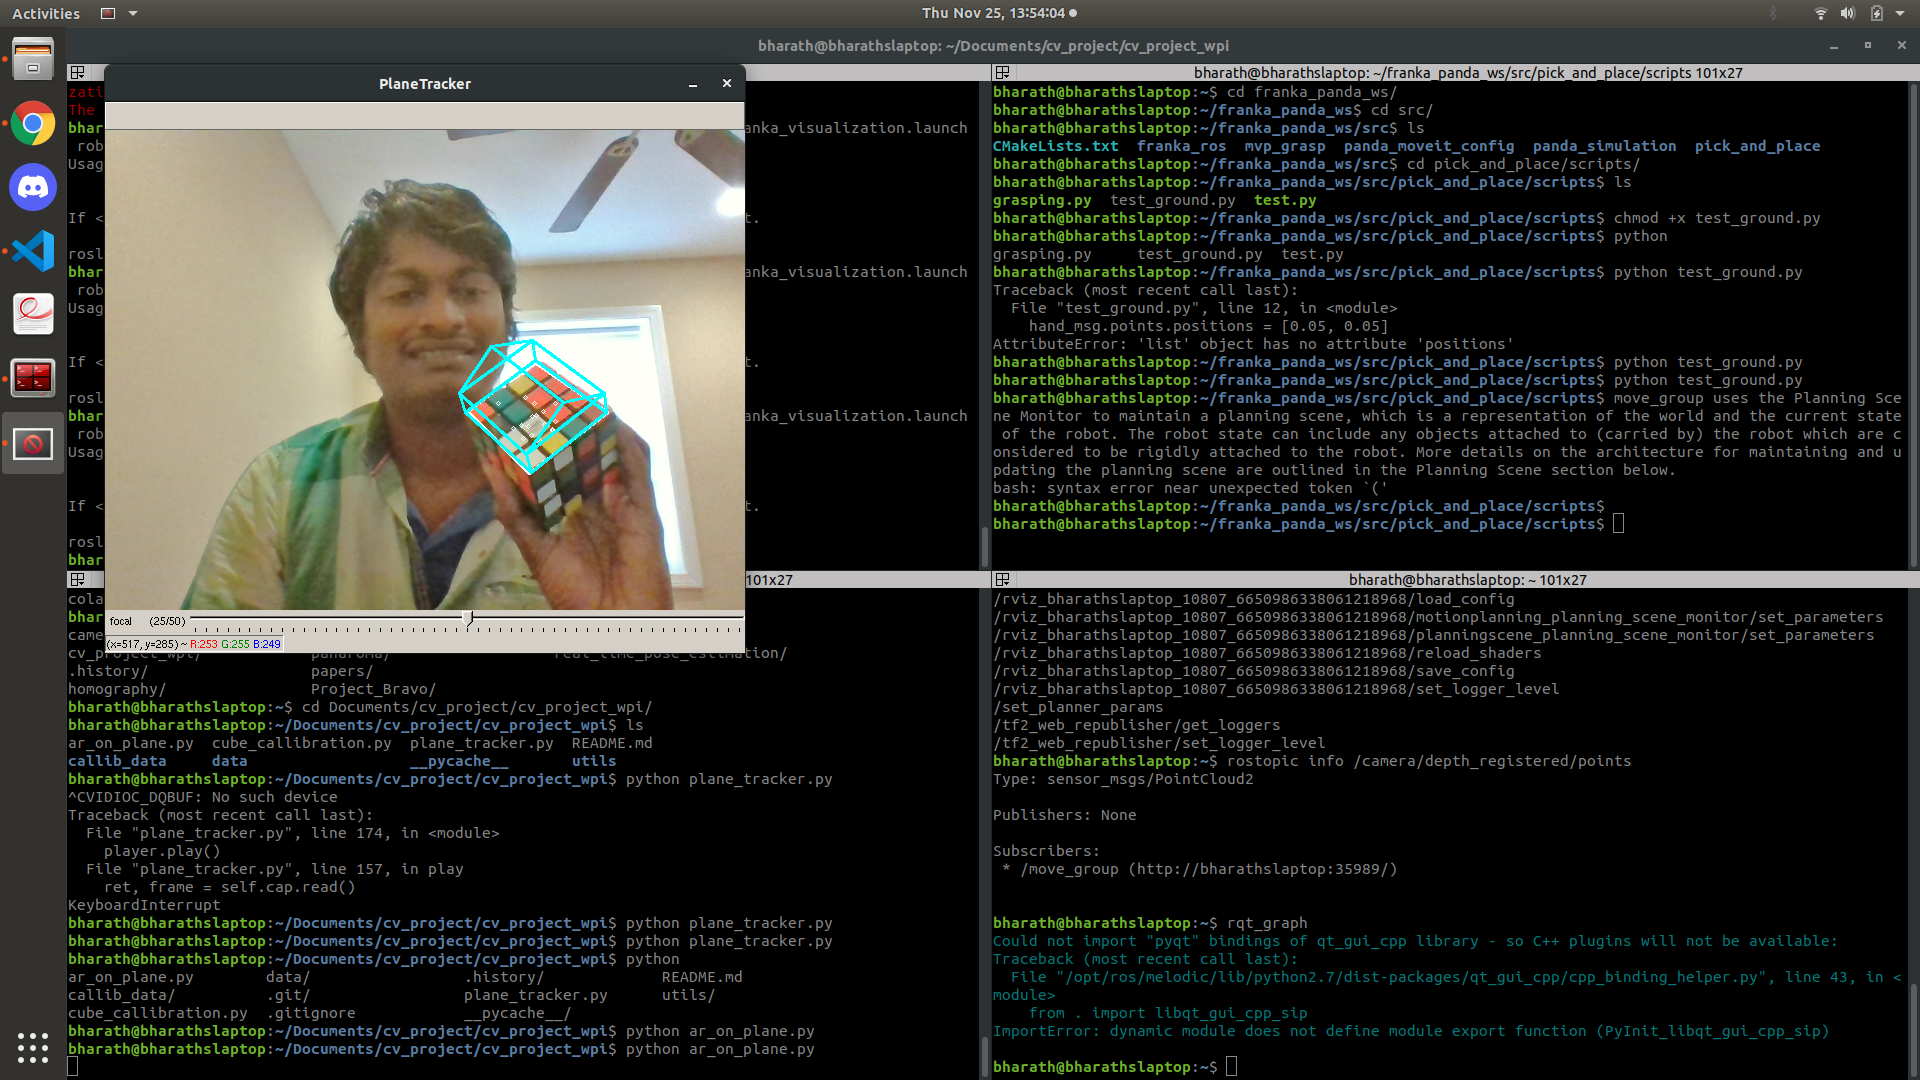 Activities
Thu Nov 25, 13:54:04
bharath@bharathslaptop: ~/Documents/cv_project/cv_project_wpi
PlaneTracker
zati
The
bhar anka_visualization.launch
rob
Usag
If < t.
rosl
bhar anka_visualization.launch
rob
Usag
If < t.
rosl
bhar anka_visualization.launch
rob
Usag
If < t.
rosl
bhar
focal (25/50)
(x=517, y=285) ~ R:253 G:255 B:249
bharath@bharathslaptop: ~/franka_panda_ws/src/pick_and_place/scripts 101x27
bharath@bharathslaptop:~$ cd franka_panda_ws/
bharath@bharathslaptop:~/franka_panda_ws$ cd src/
bharath@bharathslaptop:~/franka_panda_ws/src$ ls
CMakeLists.txt franka_ros mvp_grasp panda_moveit_config panda_simulation pick_and_place
bharath@bharathslaptop:~/franka_panda_ws/src$ cd pick_and_place/scripts/
bharath@bharathslaptop:~/franka_panda_ws/src/pick_and_place/scripts$ ls
grasping.py test_ground.py test.py
bharath@bharathslaptop:~/franka_panda_ws/src/pick_and_place/scripts$ chmod +x test_ground.py
bharath@bharathslaptop:~/franka_panda_ws/src/pick_and_place/scripts$ python
grasping.py test_ground.py test.py
bharath@bharathslaptop:~/franka_panda_ws/src/pick_and_place/scripts$ python test_ground.py
Traceback (most recent call last):
File "test_ground.py", line 12, in <module>
hand_msg.points.positions = [0.05, 0.05]
AttributeError: 'list' object has no attribute 'positions'
bharath@bharathslaptop:~/franka_panda_ws/src/pick_and_place/scripts$ python test_ground.py
bharath@bharathslaptop:~/franka_panda_ws/src/pick_and_place/scripts$ python test_ground.py
bharath@bharathslaptop:~/franka_panda_ws/src/pick_and_place/scripts$ move_group uses the Planning Sce
ne Monitor to maintain a planning scene, which is a representation of the world and the current state
of the robot. The robot state can include any objects attached to (carried by) the robot which are c
onsidered to be rigidly attached to the robot. More details on the architecture for maintaining and u
pdating the planning scene are outlined in the Planning Scene section below.
bash: syntax error near unexpected token `('
bharath@bharathslaptop:~/franka_panda_ws/src/pick_and_place/scripts$
bharath@bharathslaptop:~/franka_panda_ws/src/pick_and_place/scripts$
101x27
cola
bhar
came
cv_project_wpi/ panaroma/ real_time_pose_estimation/
.history/ papers/
homography/ Project_Bravo/
bharath@bharathslaptop:~$ cd Documents/cv_project/cv_project_wpi/
bharath@bharathslaptop:~/Documents/cv_project/cv_project_wpi$ ls
ar_on_plane.py cube_callibration.py plane_tracker.py README.md
callib_data data __pycache__ utils
bharath@bharathslaptop:~/Documents/cv_project/cv_project_wpi$ python plane_tracker.py
^CVIDIOC_DQBUF: No such device
Traceback (most recent call last):
File "plane_tracker.py", line 174, in <module>
player.play()
File "plane_tracker.py", line 157, in play
ret, frame = self.cap.read()
KeyboardInterrupt
bharath@bharathslaptop:~/Documents/cv_project/cv_project_wpi$ python plane_tracker.py
bharath@bharathslaptop:~/Documents/cv_project/cv_project_wpi$ python plane_tracker.py
bharath@bharathslaptop:~/Documents/cv_project/cv_project_wpi$ python
ar_on_plane.py data/ .history/ README.md
callib_data/ .git/ plane_tracker.py utils/
cube_callibration.py .gitignore __pycache__/
bharath@bharathslaptop:~/Documents/cv_project/cv_project_wpi$ python ar_on_plane.py
bharath@bharathslaptop:~/Documents/cv_project/cv_project_wpi$ python ar_on_plane.py
bharath@bharathslaptop: ~ 101x27
/rviz_bharathslaptop_10807_6650986338061218968/load_config
/rviz_bharathslaptop_10807_6650986338061218968/motionplanning_planning_scene_monitor/set_parameters
/rviz_bharathslaptop_10807_6650986338061218968/planningscene_planning_scene_monitor/set_parameters
/rviz_bharathslaptop_10807_6650986338061218968/reload_shaders
/rviz_bharathslaptop_10807_6650986338061218968/save_config
/rviz_bharathslaptop_10807_6650986338061218968/set_logger_level
/set_planner_params
/tf2_web_republisher/get_loggers
/tf2_web_republisher/set_logger_level
bharath@bharathslaptop:~$ rostopic info /camera/depth_registered/points
Type: sensor_msgs/PointCloud2
Publishers: None
Subscribers:
* /move_group (http://bharathslaptop:35989/)
bharath@bharathslaptop:~$ rqt_graph
Could not import "pyqt" bindings of qt_gui_cpp library - so C++ plugins will not be available:
Traceback (most recent call last):
File "/opt/ros/melodic/lib/python2.7/dist-packages/qt_gui_cpp/cpp_binding_helper.py", line 43, in <
module>
from . import libqt_gui_cpp_sip
ImportError: dynamic module does not define module export function (PyInit_libqt_gui_cpp_sip)
bharath@bharathslaptop:~$